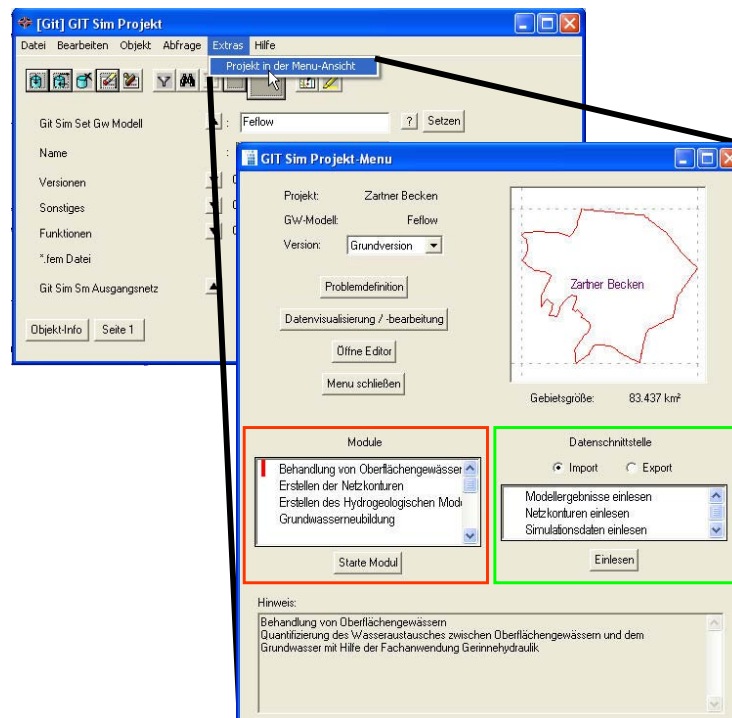 [Git] GIT Sim Projekt
Datei Bearbeiten Objekt Abfrage Extras Hilfe
Projekt in der Menu-Ansicht
Git Sim Set Gw Modell : Feflow ? Setzen
Name :
Versionen
Sonstiges
Funktionen
*.fem Datei
Git Sim Sm Ausgangsnetz
Objekt-Info Seite 1
GIT Sim Projekt-Menu
Projekt: Zartner Becken
GW-Modell: Feflow
Version: Grundversion
Problemdefinition
Datenvisualisierung / -bearbeitung
Öffne Editor
Menu schließen
Zartner Becken
Gebietsgröße: 83.437 km²
Module
Behandlung von Oberflächengewässer
Erstellen der Netzkonturen
Erstellen des Hydrogeologischen Mod
Grundwasserneubildung
Starte Modul
Datenschnittstelle
Import Export
Modellergebnisse einlesen
Netzkonturen einlesen
Simulationsdaten einlesen
Einlesen
Hinweis:
Behandlung von Oberflächengewässern
Quantifizierung des Wasseraustausches zwischen Oberflächengewässern und dem
Grundwasser mit Hilfe der Fachanwendung Gerinnehydraulik